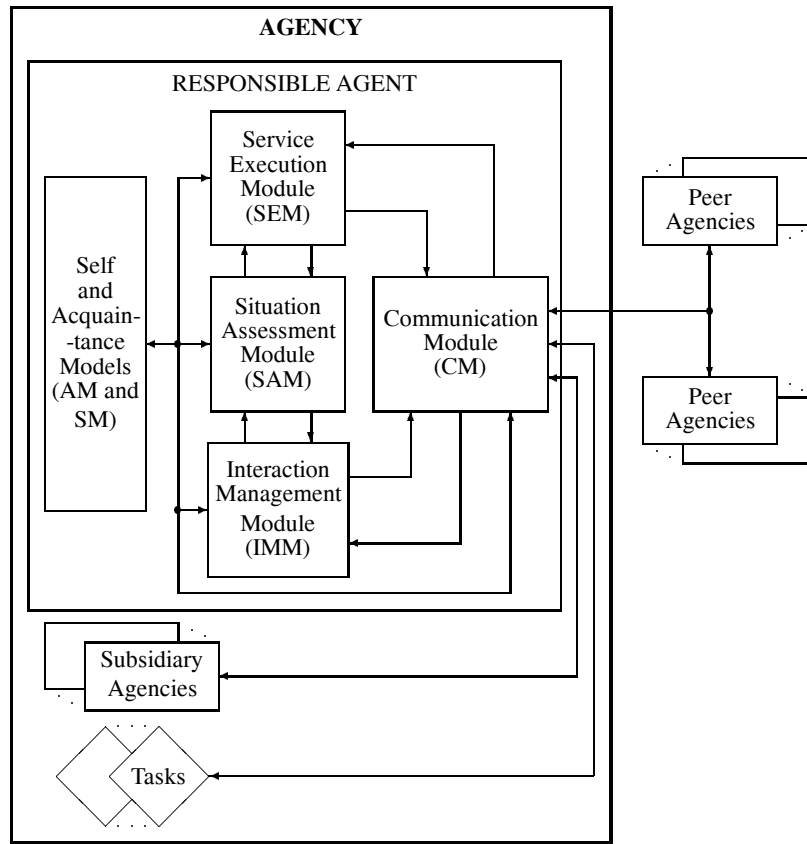 AGENCY
RESPONSIBLE AGENT
Service
Execution
Module
(SEM)
Self
and
Acquain-
-tance
Models
(AM and
SM)
Situation
Assessment
Module
(SAM)
Communication
Module
(CM)
Interaction
Management
Module
(IMM)
Peer
Agencies
Peer
Agencies
Subsidiary
Agencies
Tasks